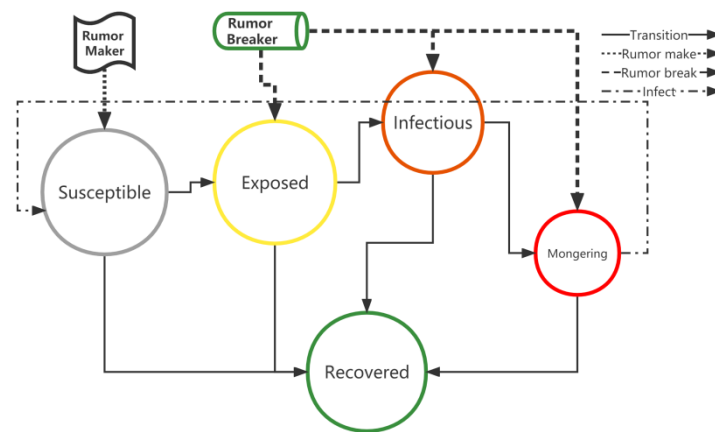 Rumor
Maker
Rumor
Breaker
Transition
Rumor make
Rumor break
Infect
Susceptible
Exposed
Infectious
Mongering
Recovered